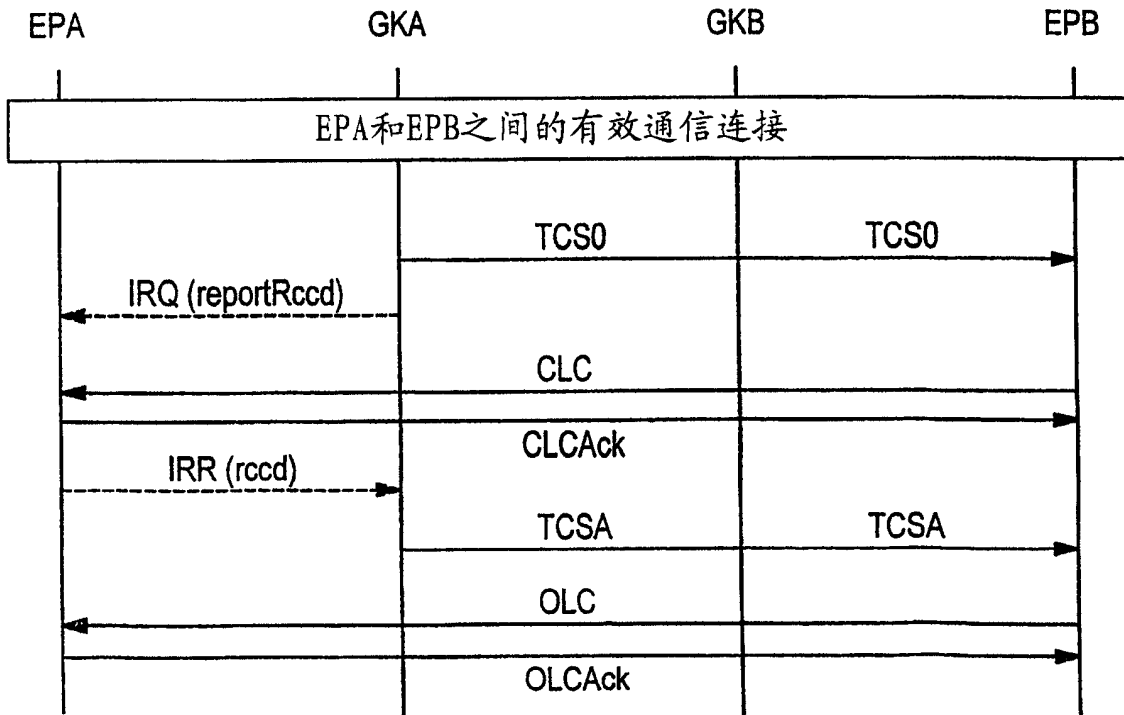 EPA GKA GKB EPB
EPA和EPB之间的有效通信连接
TCS0 TCS0
IRQ (reportRccd)
CLC
CLCAck
IRR (rccd)
TCSA TCSA
OLC
OLCAck